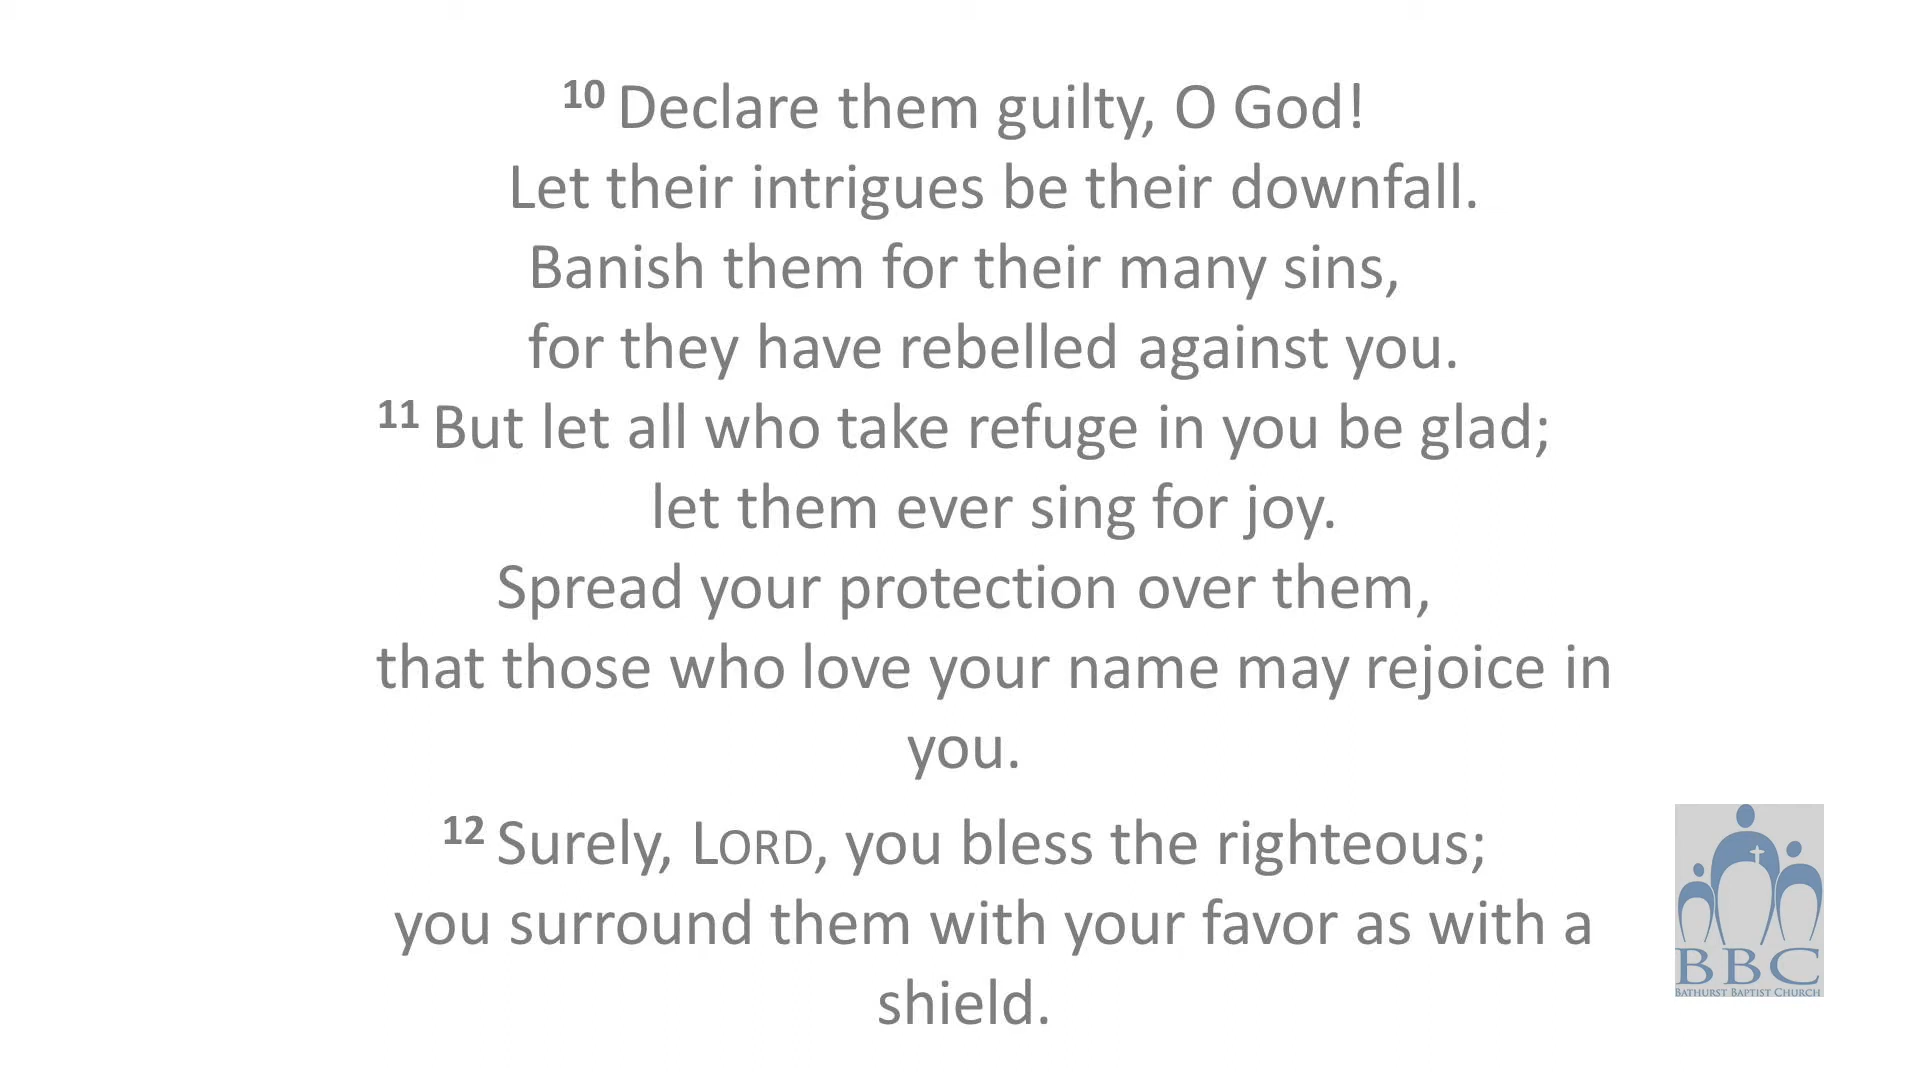 10 Declare them guilty, O God!
Let their intrigues be their downfall.
Banish them for their many sins,
for they have rebelled against you.
11 But let all who take refuge in you be glad;
let them ever sing for joy.
Spread your protection over them,
that those who love your name may rejoice in
you.
12 Surely, LORD, you bless the righteous;
you surround them with your favor as with a
shield.
BBC
BATHURST BAPTIST CHURCH